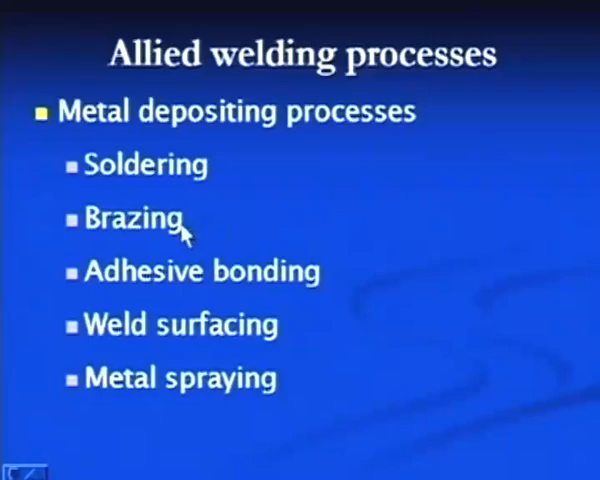 Allied welding processes
Metal depositing processes
Soldering
Brazing
Adhesive bonding
Weld surfacing
Metal spraying